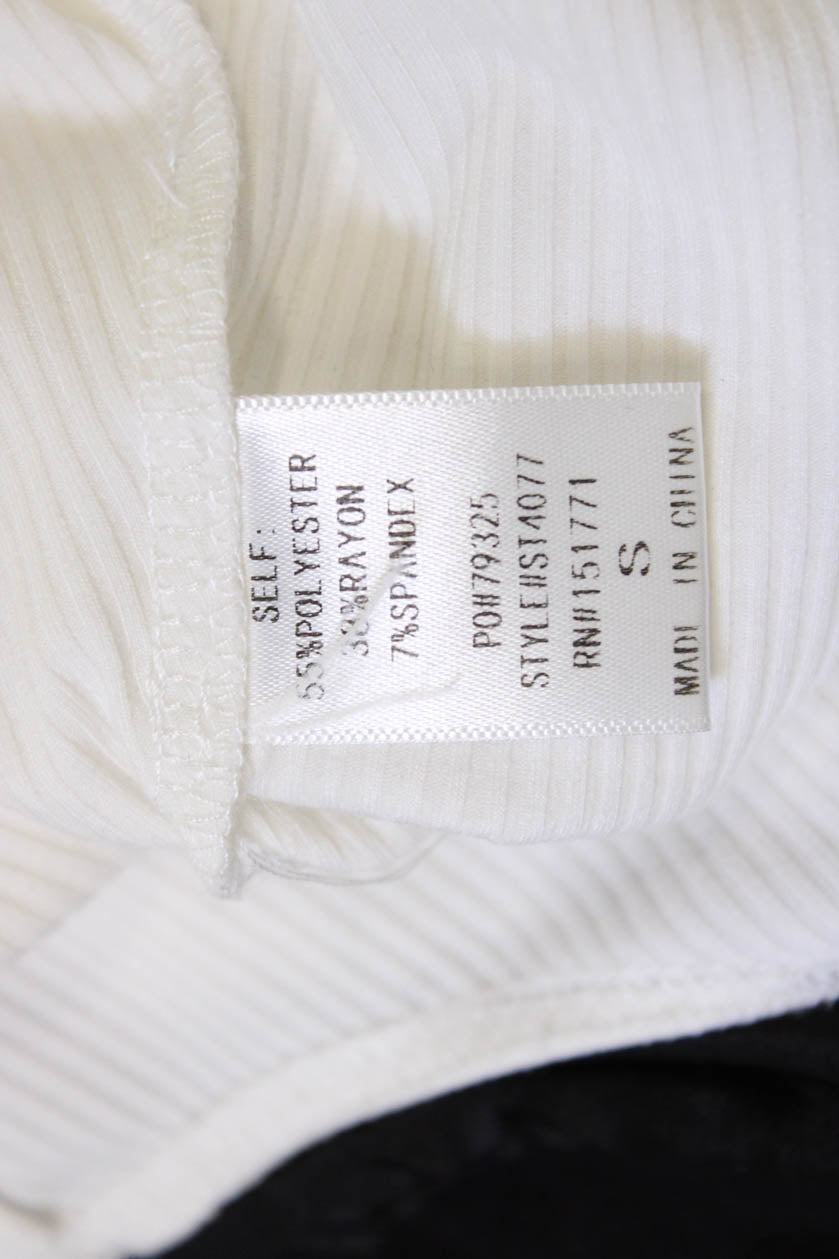 SELF:
55%POLYESTER
38%RAYON
7%SPANDEX
PO#79325
STYLE#ST4077
RN#151771
S
MADE IN CHINA